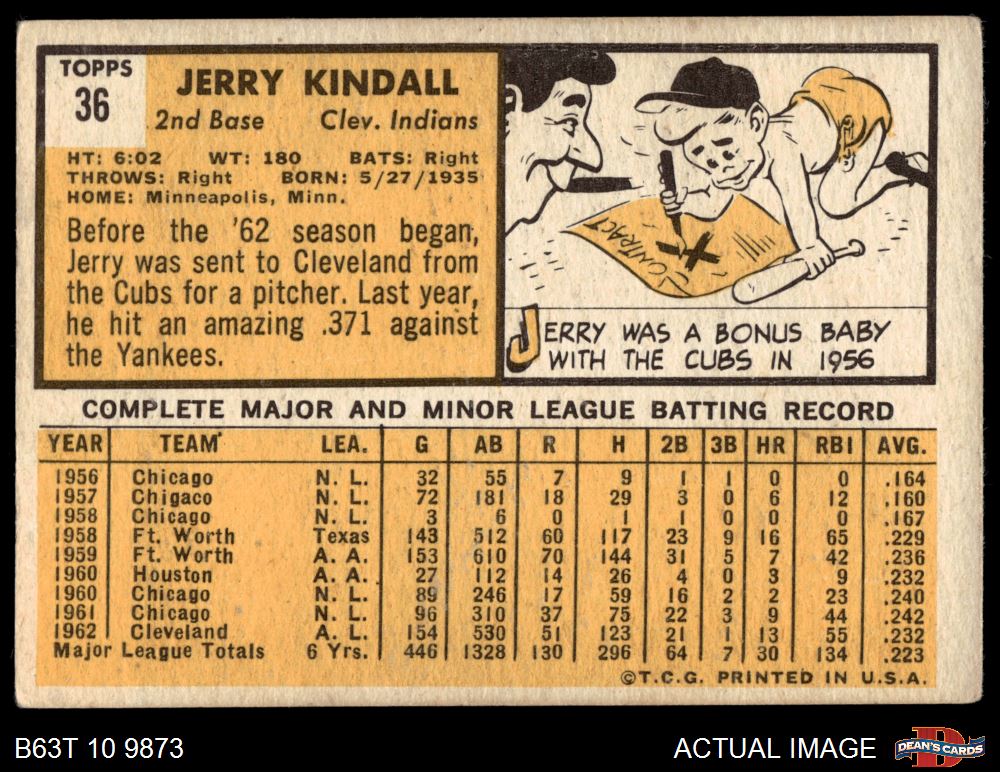 TOPPS
36
JERRY KINDALL
2nd Base Clev. Indians
HT: 6:02 WT: 180 BATS: Right
THROWS: Right BORN: 5/27/1935
HOME: Minneapolis, Minn.
Before the '62 season began,
Jerry was sent to Cleveland from
the Cubs for a pitcher. Last year,
he hit an amazing .371 against
the Yankees.
CONTRACT
X
JERRY WAS A BONUS BABY
WITH THE CUBS IN 1956
COMPLETE MAJOR AND MINOR LEAGUE BATTING RECORD
YEAR TEAM LEA. G AB R H 2B 3B HR RBI AVG.
1956 Chicago N. L. 32 55 7 9 1 1 0 0 .164
1957 Chigaco N. L. 72 181 18 29 3 0 6 12 .160
1958 Chicago N. L. 3 6 0 1 1 0 0 0 .167
1958 Ft. Worth Texas 143 512 60 117 23 9 16 65 .229
1959 Ft. Worth A. A. 153 610 70 144 31 5 7 42 .236
1960 Houston A. A. 27 112 14 26 4 0 3 9 .232
1960 Chicago N. L. 89 246 17 59 16 2 2 23 .240
1961 Chicago N. L. 96 310 37 75 22 3 9 44 .242
1962 Cleveland A. L. 154 530 51 123 21 1 13 55 .232
Major League Totals 6 Yrs. 446 1328 130 296 64 7 30 134 .223
©T.C.G. PRINTED IN U.S.A.
B63T 10 9873 ACTUAL IMAGE DEAN'S CARDS